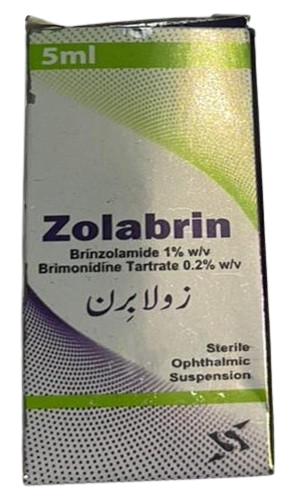 5ml
Zolabrin
Brinzolamide 1% w/v
Brimonidine Tartrate 0.2% w/v
زولابرن
Sterile
Ophthalmic
Suspension